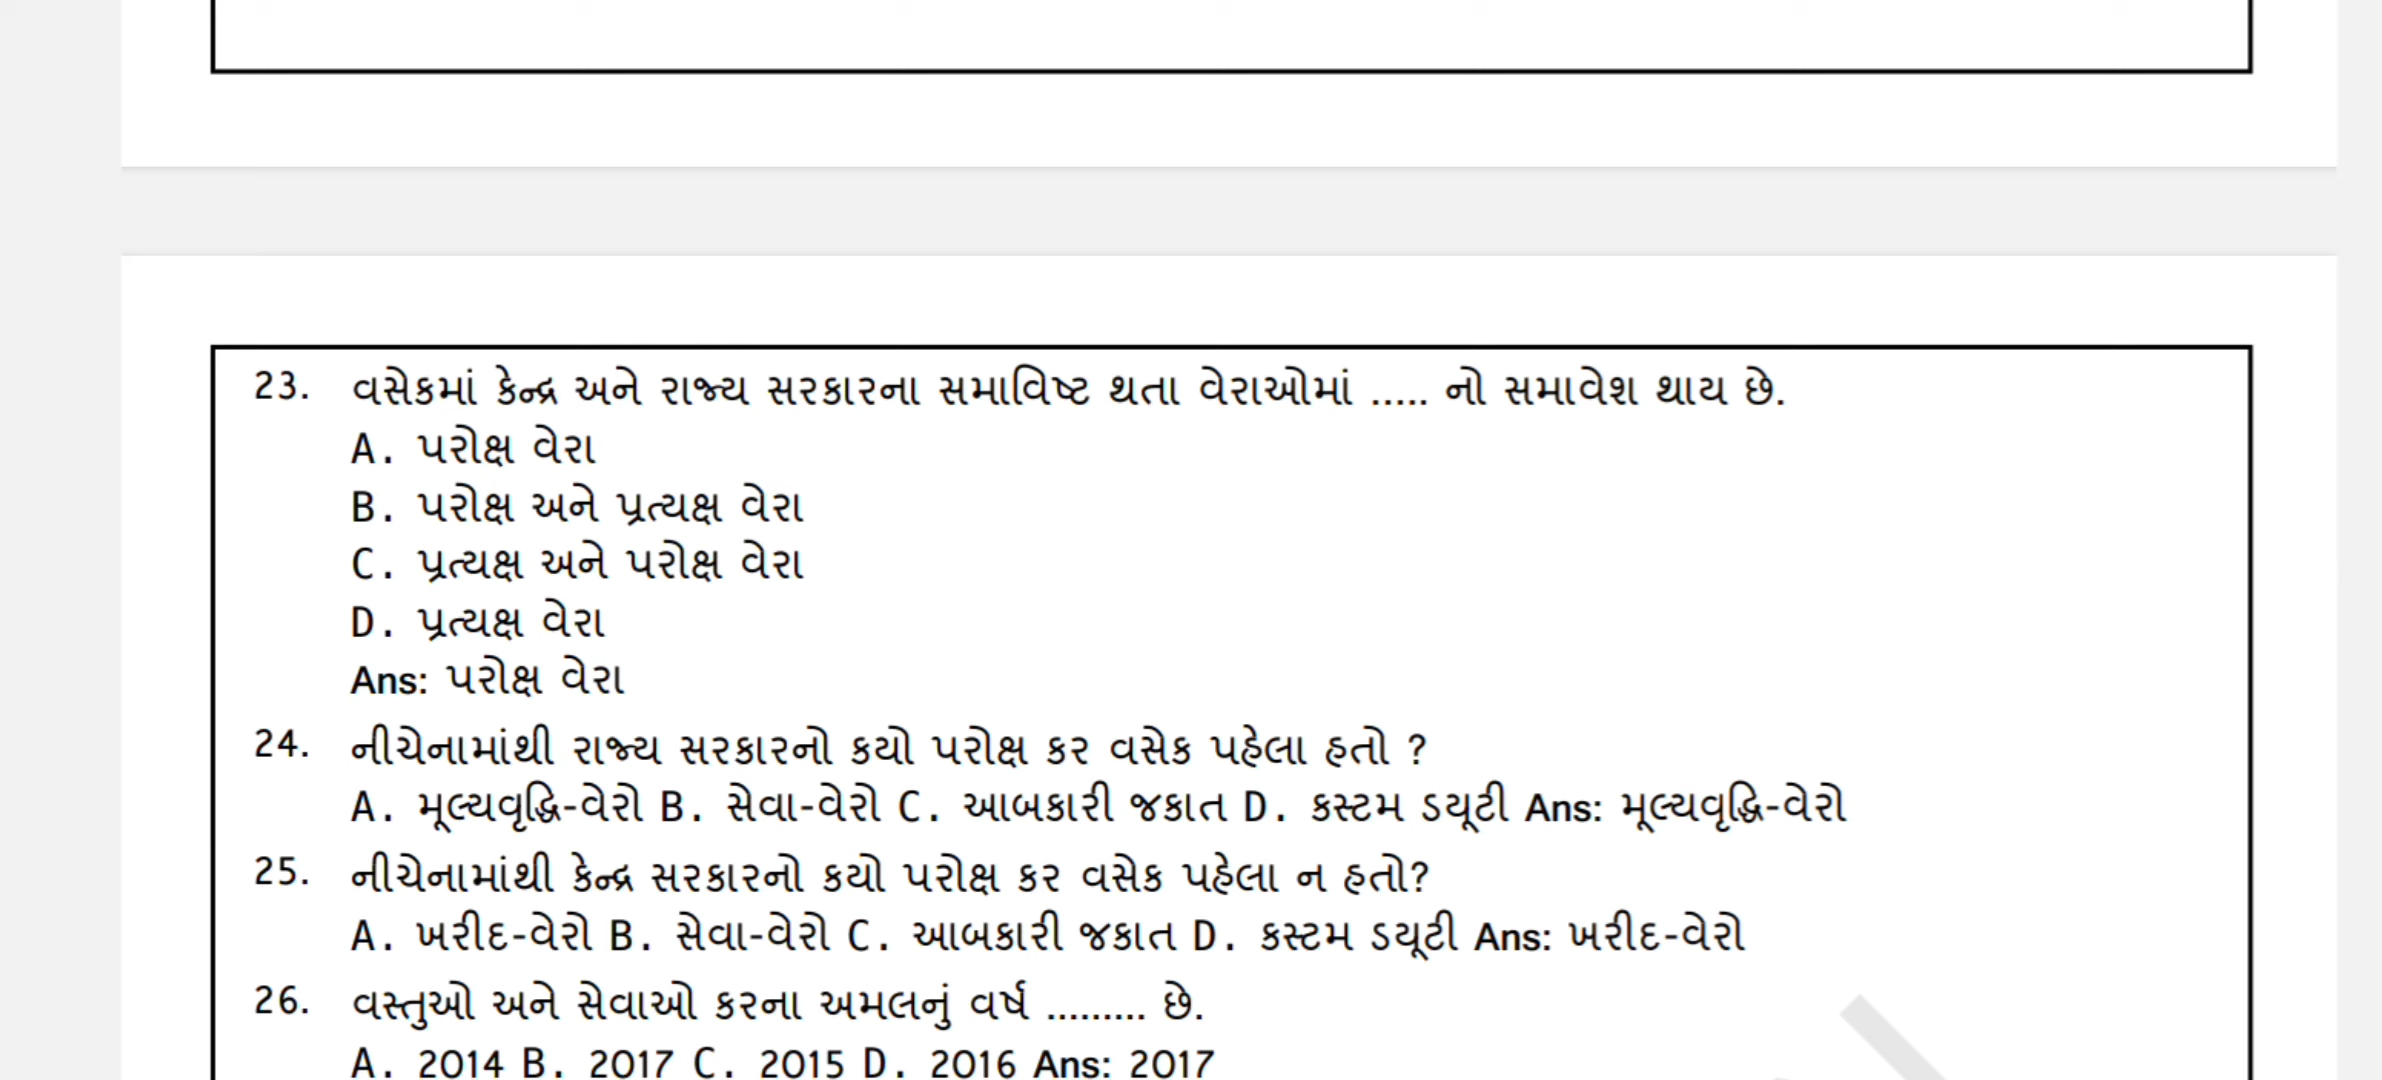 23. વસેકમાં કેન્દ્ર અને રાજ્ય સરકારના સમાવિષ્ટ થતા વેરાઓમાં ..... નો સમાવેશ થાય છે.
A. પરોક્ષ વેરા
B. પરોક્ષ અને પ્રત્યક્ષ વેરા
C. પ્રત્યક્ષ અને પરોક્ષ વેરા
D. પ્રત્યક્ષ વેરા
Ans: પરોક્ષ વેરા
24. નીચેનામાંથી રાજ્ય સરકારનો કયો પરોક્ષ કર વસેક પહેલા હતો ?
A. મૂલ્યવૃદ્ધિ-વેરો B. સેવા-વેરો C. આબકારી જકાત D. કસ્ટમ ડયૂટી Ans: મૂલ્યવૃદ્ધિ-વેરો
25. નીચેનામાંથી કેન્દ્ર સરકારનો કયો પરોક્ષ કર વસેક પહેલા ન હતો?
A. ખરીદ-વેરો B. સેવા-વેરો C. આબકારી જકાત D. કસ્ટમ ડયૂટી Ans: ખરીદ-વેરો
26. વસ્તુઓ અને સેવાઓ કરના અમલનું વર્ષ ......... છે.
A. 2014 B. 2017 C. 2015 D. 2016 Ans: 2017